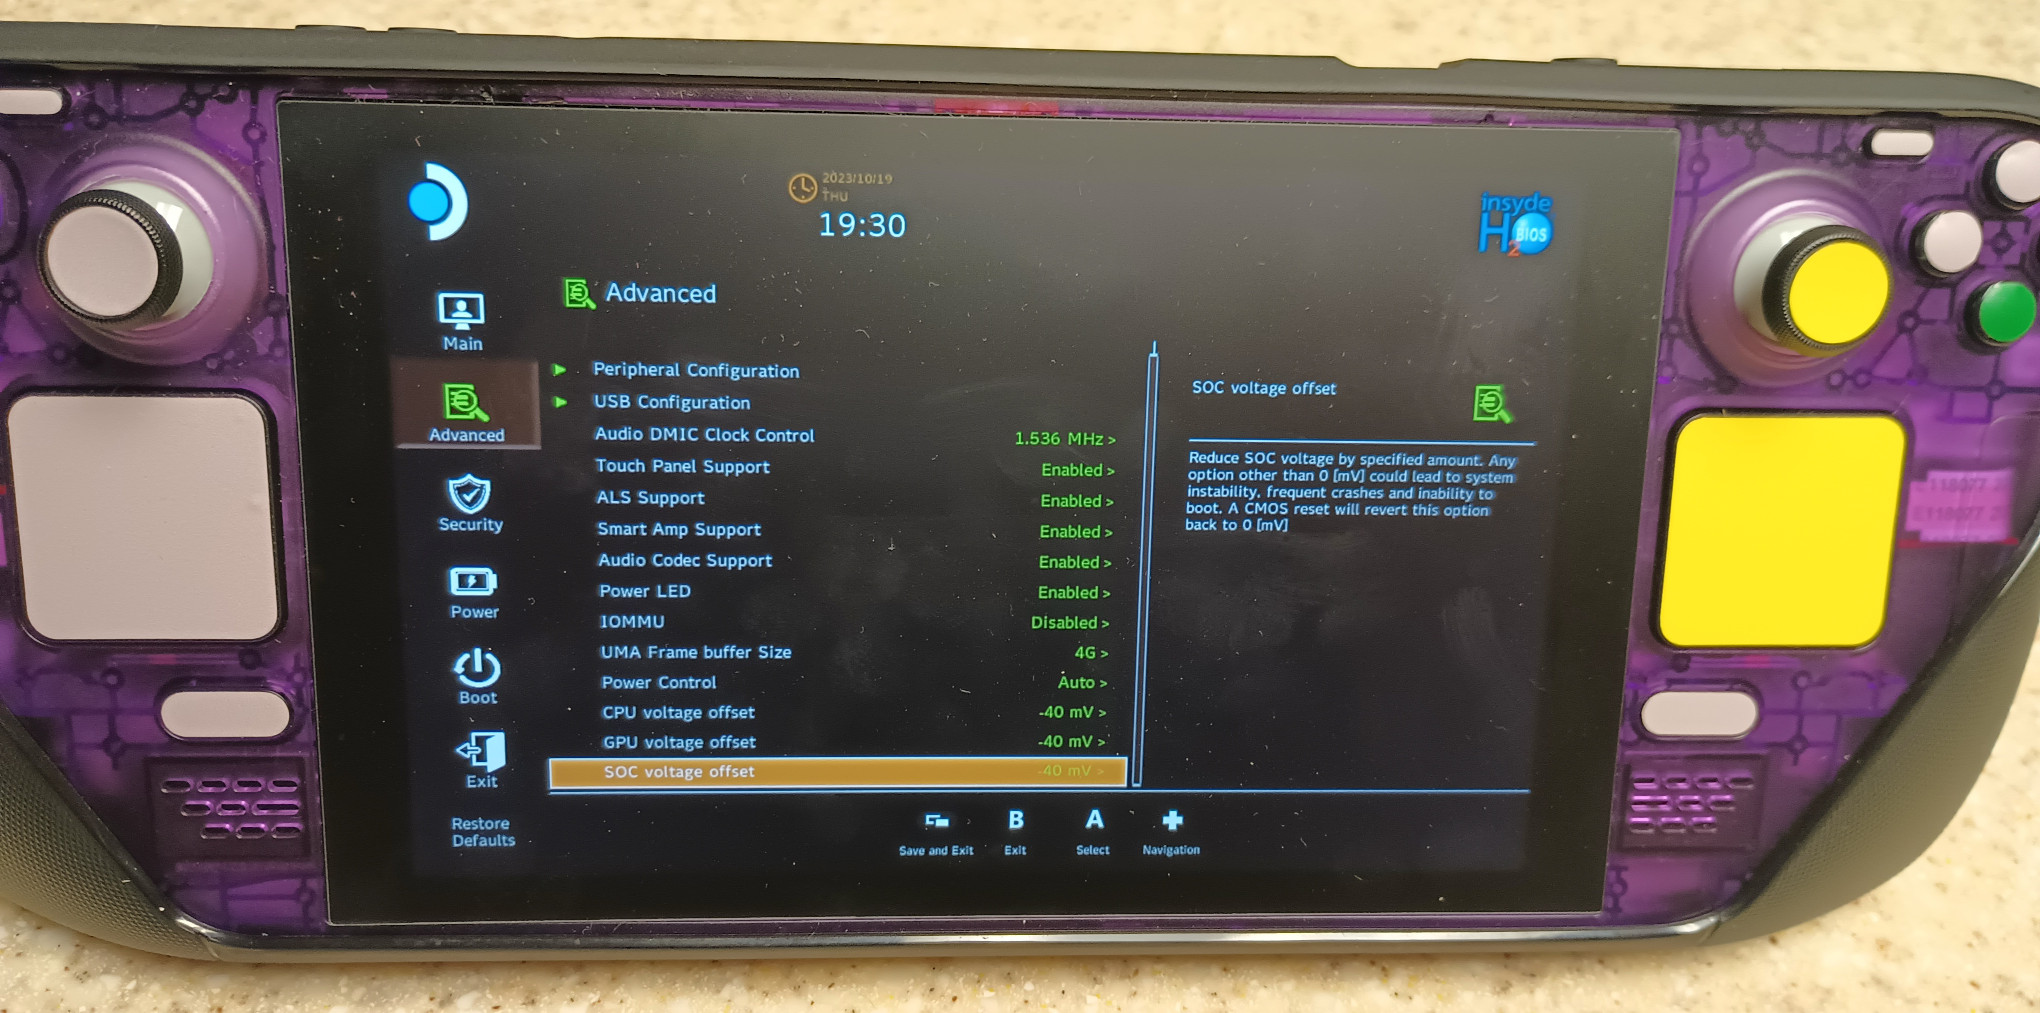 2023/10/19
THU
19:30
insyde
H2O BIOS
Main
Advanced
Security
Power
Boot
Exit
Restore
Defaults
Advanced
Peripheral Configuration
USB Configuration
Audio DMIC Clock Control 1.536 MHz >
Touch Panel Support Enabled >
ALS Support Enabled >
Smart Amp Support Enabled >
Audio Codec Support Enabled >
Power LED Enabled >
IOMMU Disabled >
UMA Frame buffer Size 4G >
Power Control Auto >
CPU voltage offset -40 mV >
GPU voltage offset -40 mV >
SOC voltage offset -40 mV >
SOC voltage offset
Reduce SOC voltage by specified amount. Any
option other than 0 [mV] could lead to system
instability, frequent crashes and inability to
boot. A CMOS reset will revert this option
back to 0 [mV]
B A
Save and Exit Exit Select Navigation